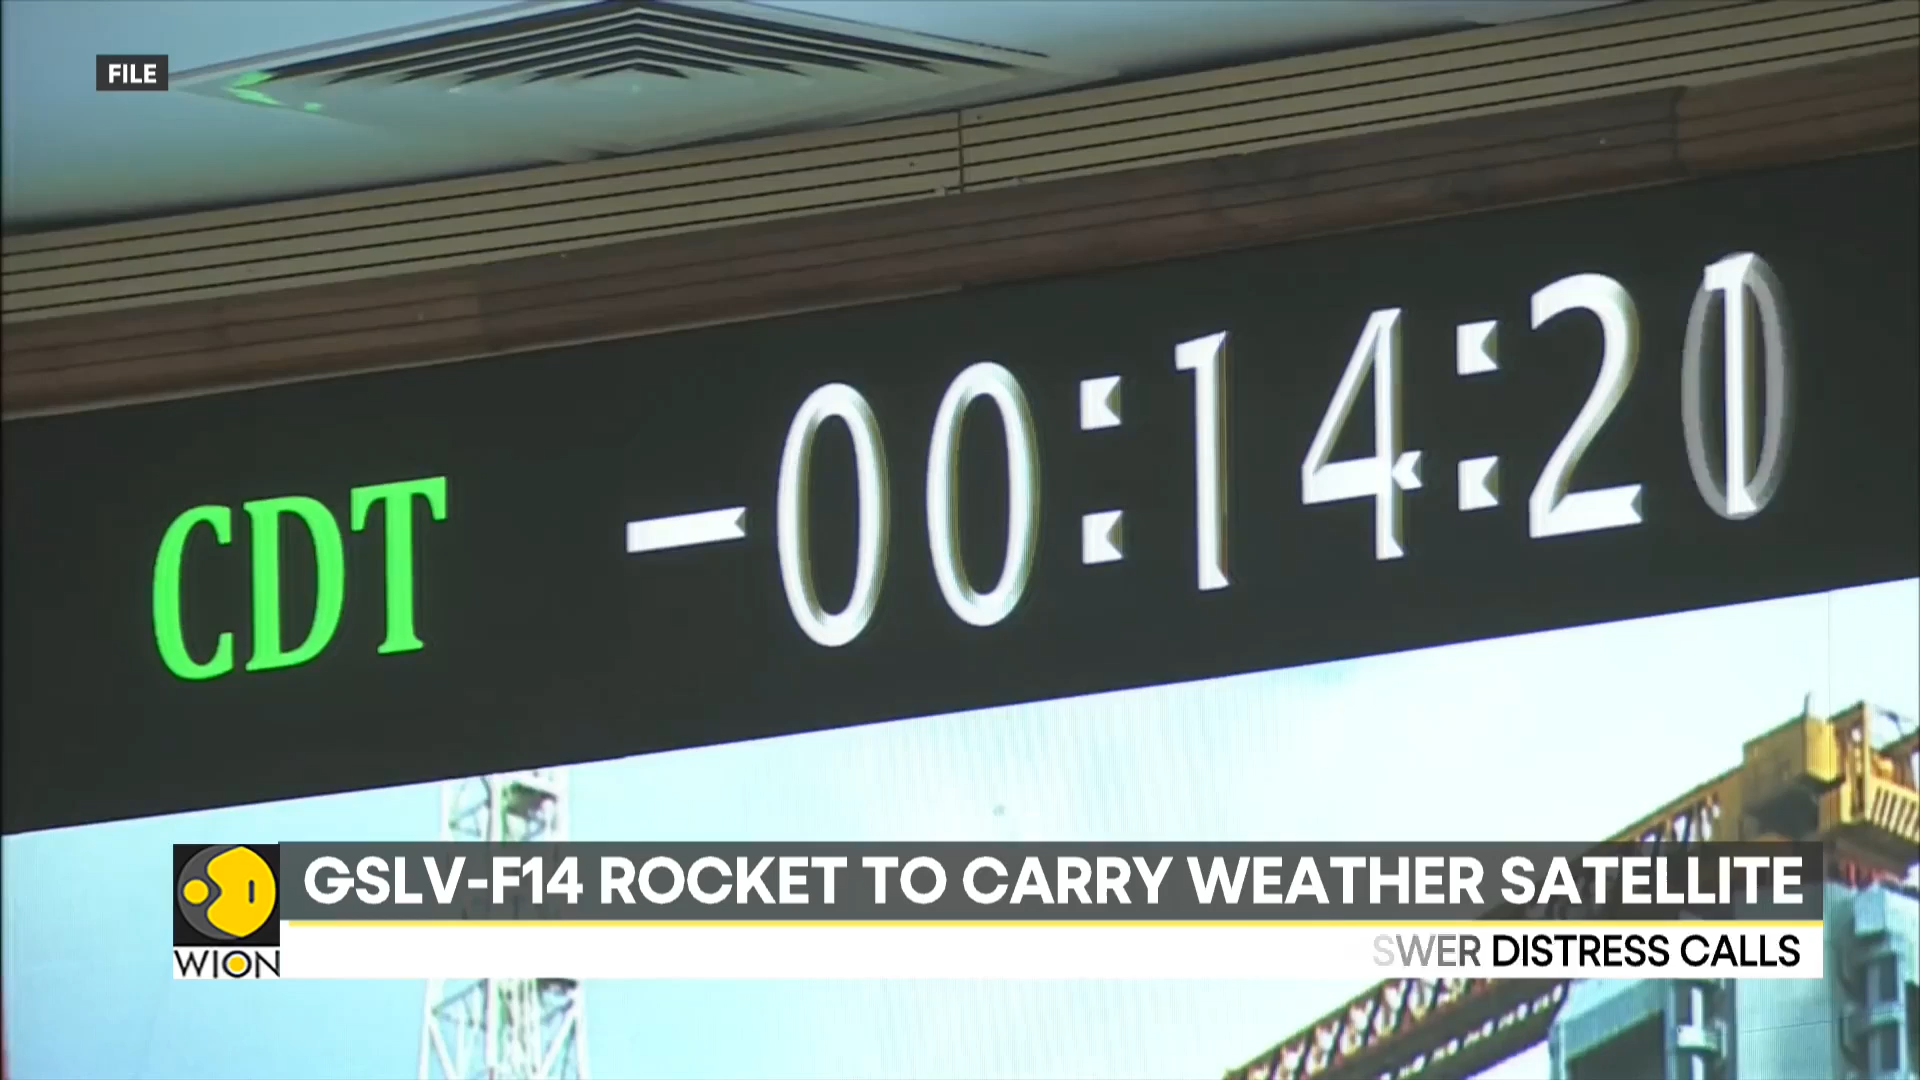 FILE
CDT -00:14:20
GSLV-F14 ROCKET TO CARRY WEATHER SATELLITE
SWER DISTRESS CALLS
WION